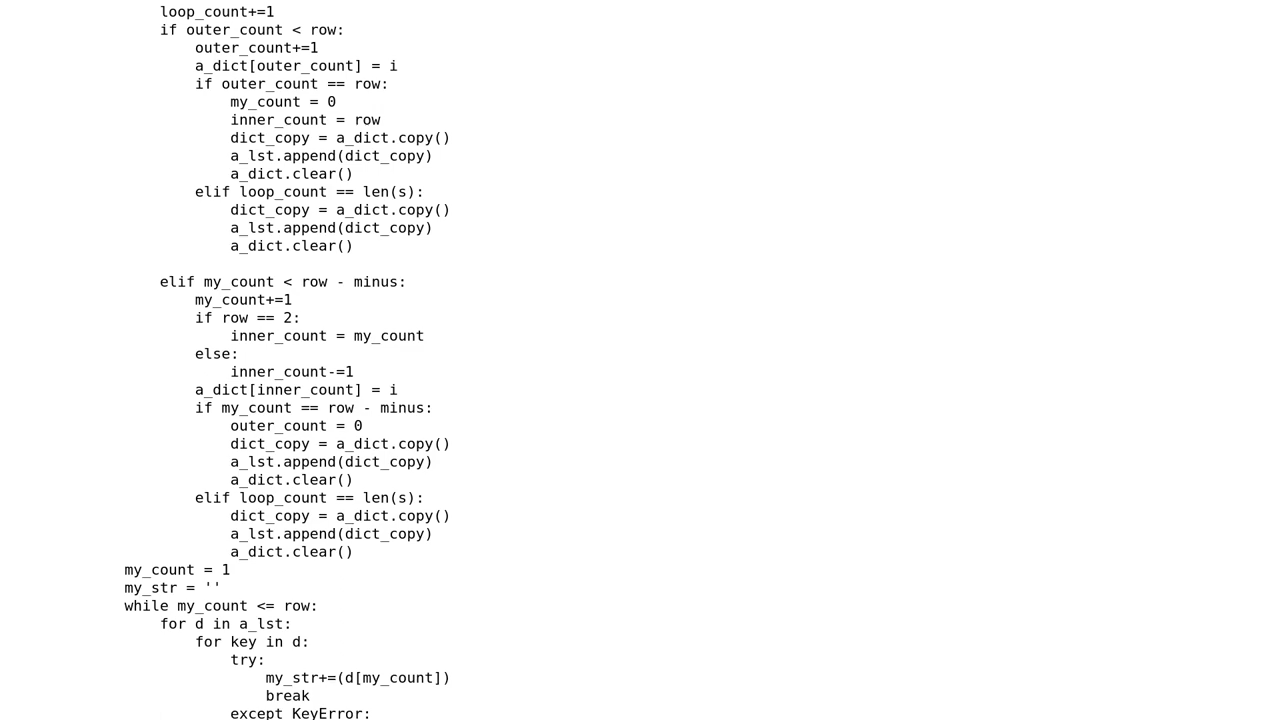 loop_count+=1
if outer_count < row:
outer_count+=1
a_dict[outer_count] = i
if outer_count == row:
my_count = 0
inner_count = row
dict_copy = a_dict.copy()
a_lst.append(dict_copy)
a_dict.clear()
elif loop_count == len(s):
dict_copy = a_dict.copy()
a_lst.append(dict_copy)
a_dict.clear()
elif my_count < row - minus:
my_count+=1
if row == 2:
inner_count = my_count
else:
inner_count-=1
a_dict[inner_count] = i
if my_count == row - minus:
outer_count = 0
dict_copy = a_dict.copy()
a_lst.append(dict_copy)
a_dict.clear()
elif loop_count == len(s):
dict_copy = a_dict.copy()
a_lst.append(dict_copy)
a_dict.clear()
my_count = 1
my_str = ''
while my_count <= row:
for d in a_lst:
for key in d:
try:
my_str+=(d[my_count])
break
except KeyError: